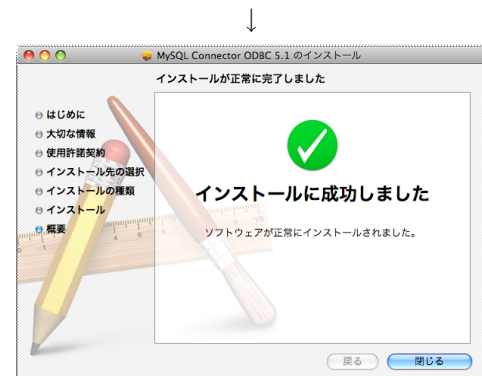 ↓
MySQL Connector ODBC 5.1 のインストール
インストールが正常に完了しました
はじめに
大切な情報
使用許諾契約
インストール先の選択
インストールの種類
インストール
概要
インストールに成功しました
ソフトウェアが正常にインストールされました。
戻る
閉じる